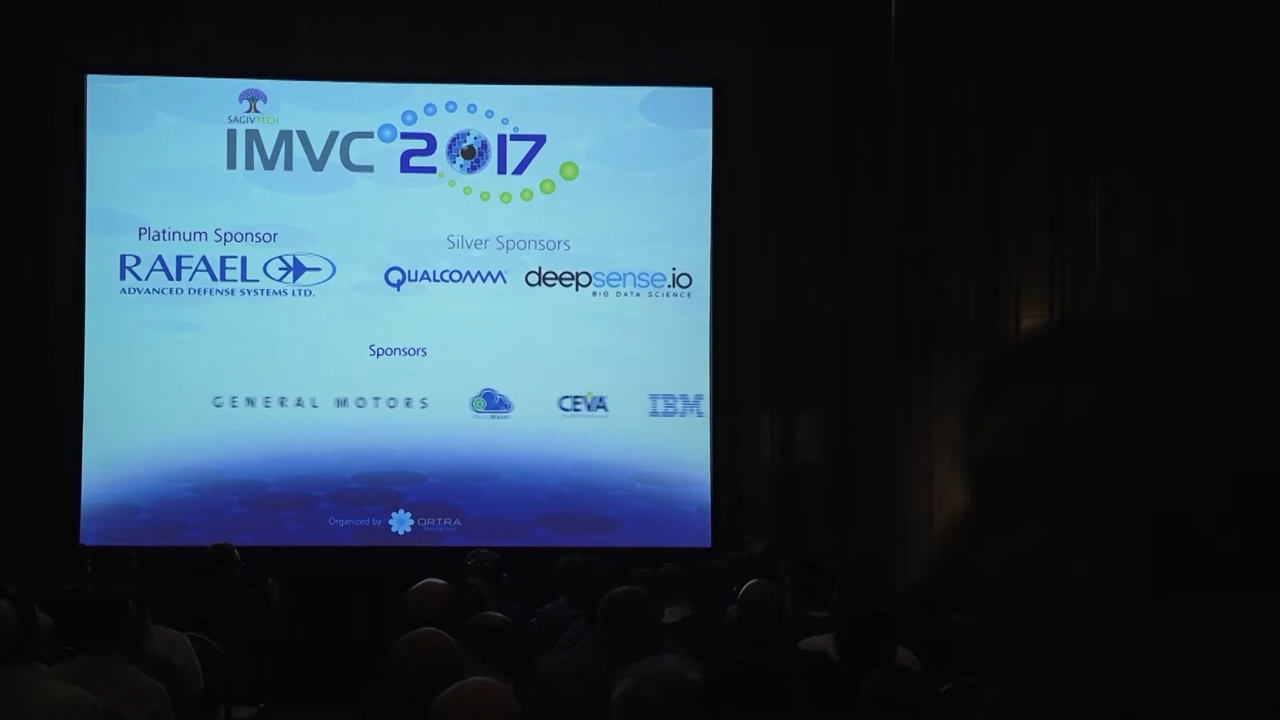 SAGIVTECH
IMVC 2017
Platinum Sponsor
RAFAEL
ADVANCED DEFENSE SYSTEMS LTD.
Silver Sponsors
QUALCOMM
deepsense.io
BIG DATA SCIENCE
Sponsors
GENERAL MOTORS
CEVA
IBM
Organized by ORTRA